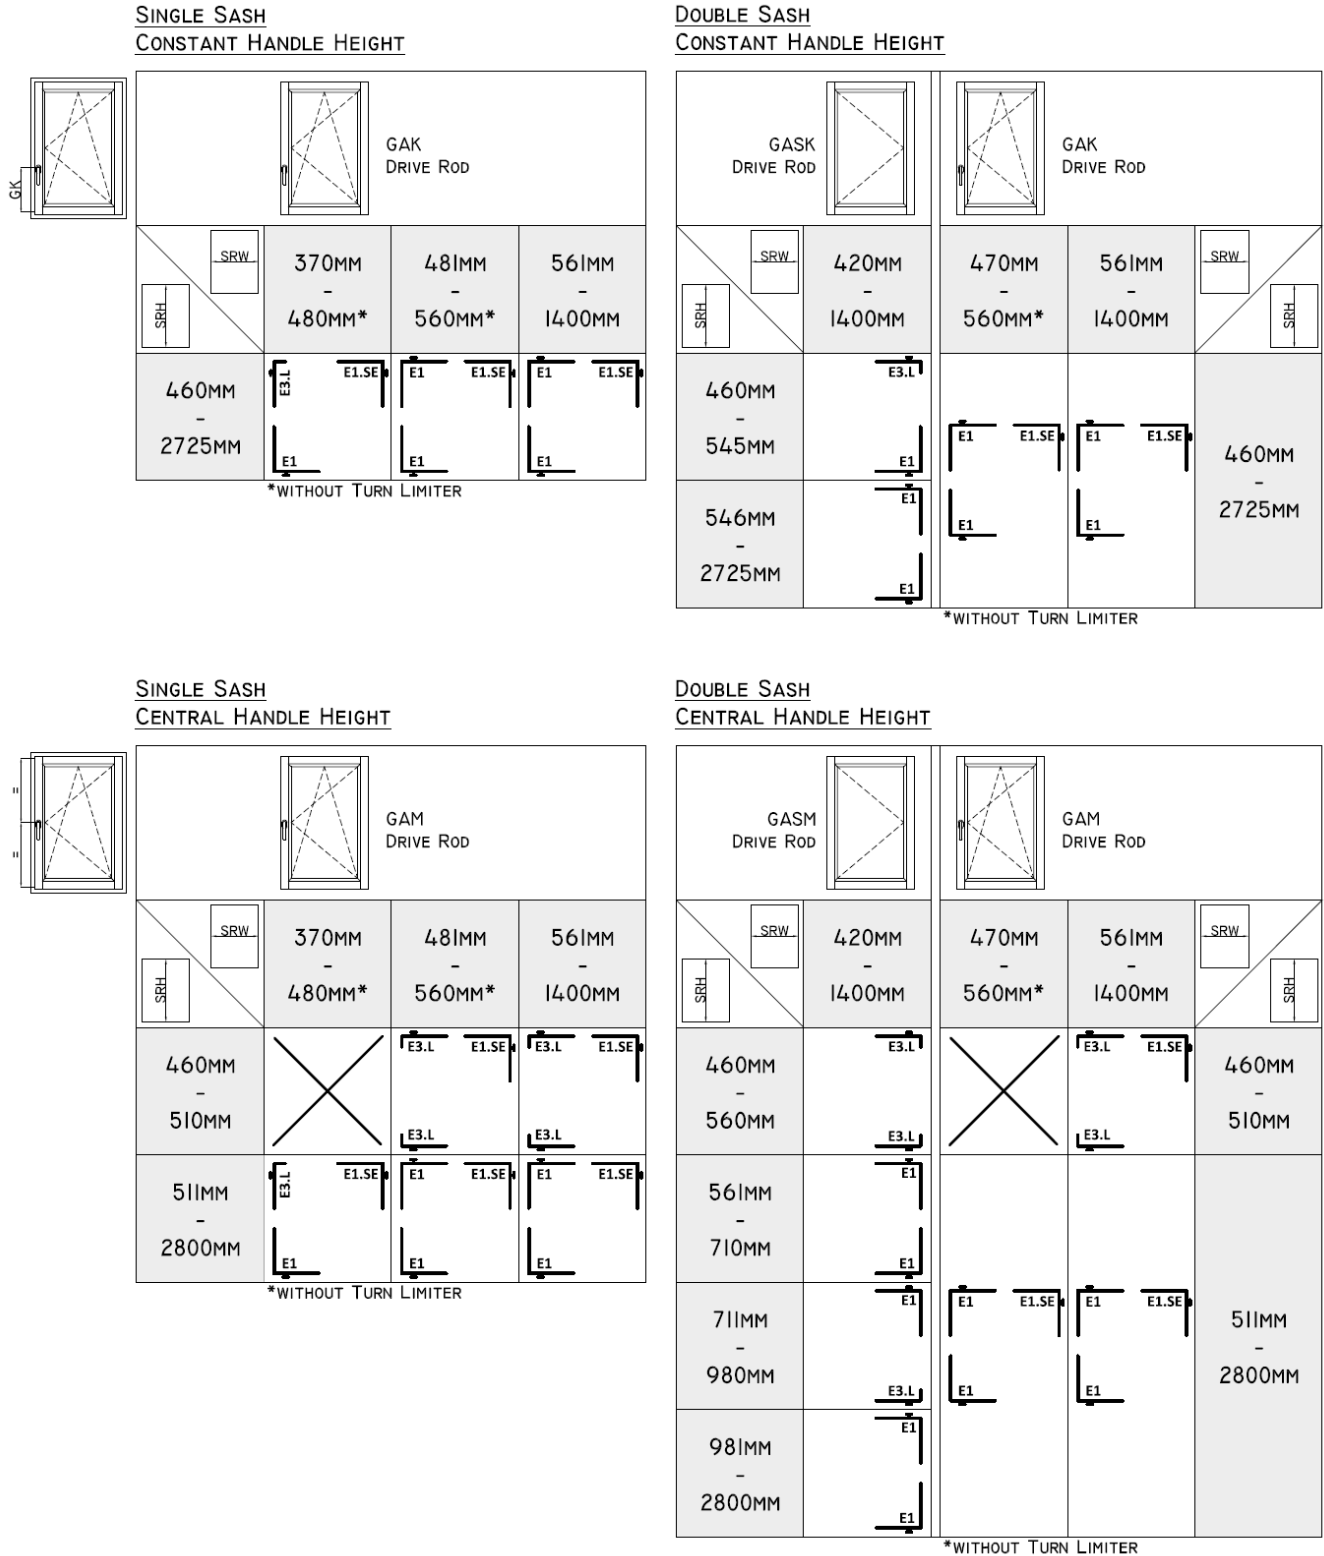 SINGLE SASH
CONSTANT HANDLE HEIGHT
GK
GAK
DRIVE ROD
SRW
SRH
370MM
-
480MM*
481MM
-
560MM*
561MM
-
1400MM
460MM
-
2725MM
E3.L
E1.SE
E1
E1
E1.SE
E1
E1
E1.SE
E1
*WITHOUT TURN LIMITER
DOUBLE SASH
CONSTANT HANDLE HEIGHT
GASK
DRIVE ROD
GAK
DRIVE ROD
SRW
SRH
420MM
-
1400MM
470MM
-
560MM*
561MM
-
1400MM
SRW
SRH
460MM
-
545MM
E3.L
E1
546MM
-
2725MM
E1
E1
E1
E1.SE
E1
E1
E1.SE
E1
460MM
-
2725MM
*WITHOUT TURN LIMITER
SINGLE SASH
CENTRAL HANDLE HEIGHT
=
=
GAM
DRIVE ROD
SRW
SRH
370MM
-
480MM*
481MM
-
560MM*
561MM
-
1400MM
460MM
-
510MM
E3.L
E1.SE
E3.L
E3.L
E1.SE
E3.L
511MM
-
2800MM
E3.L
E1.SE
E1
E1
E1.SE
E1
E1
E1.SE
E1
*WITHOUT TURN LIMITER
DOUBLE SASH
CENTRAL HANDLE HEIGHT
GASM
DRIVE ROD
GAM
DRIVE ROD
SRW
SRH
420MM
-
1400MM
470MM
-
560MM*
561MM
-
1400MM
SRW
SRH
460MM
-
560MM
E3.L
E3.L
E3.L
E1.SE
E3.L
460MM
-
510MM
561MM
-
710MM
E1
E1
711MM
-
980MM
E1
E3.L
981MM
-
2800MM
E1
E1
E1
E1.SE
E1
E1
E1.SE
E1
511MM
-
2800MM
*WITHOUT TURN LIMITER